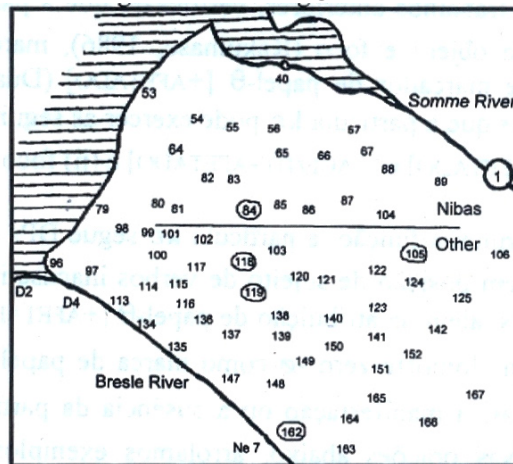 40
53
Somme River
54 55 56 67
64 65 66 67
88
1
82 83 89
79 80 81 84 85 86 87 104 Nibas
98 99 101 102 Other
100 103 105 106
96 97 117 118 122
D2 D4 114 115 119 120 121 124
113 116 123 125
134 136 138 140
135 137 139 141 142
150
149 152
Bresle River 151
147 148
165 167
164 166
162
Ne 7 163